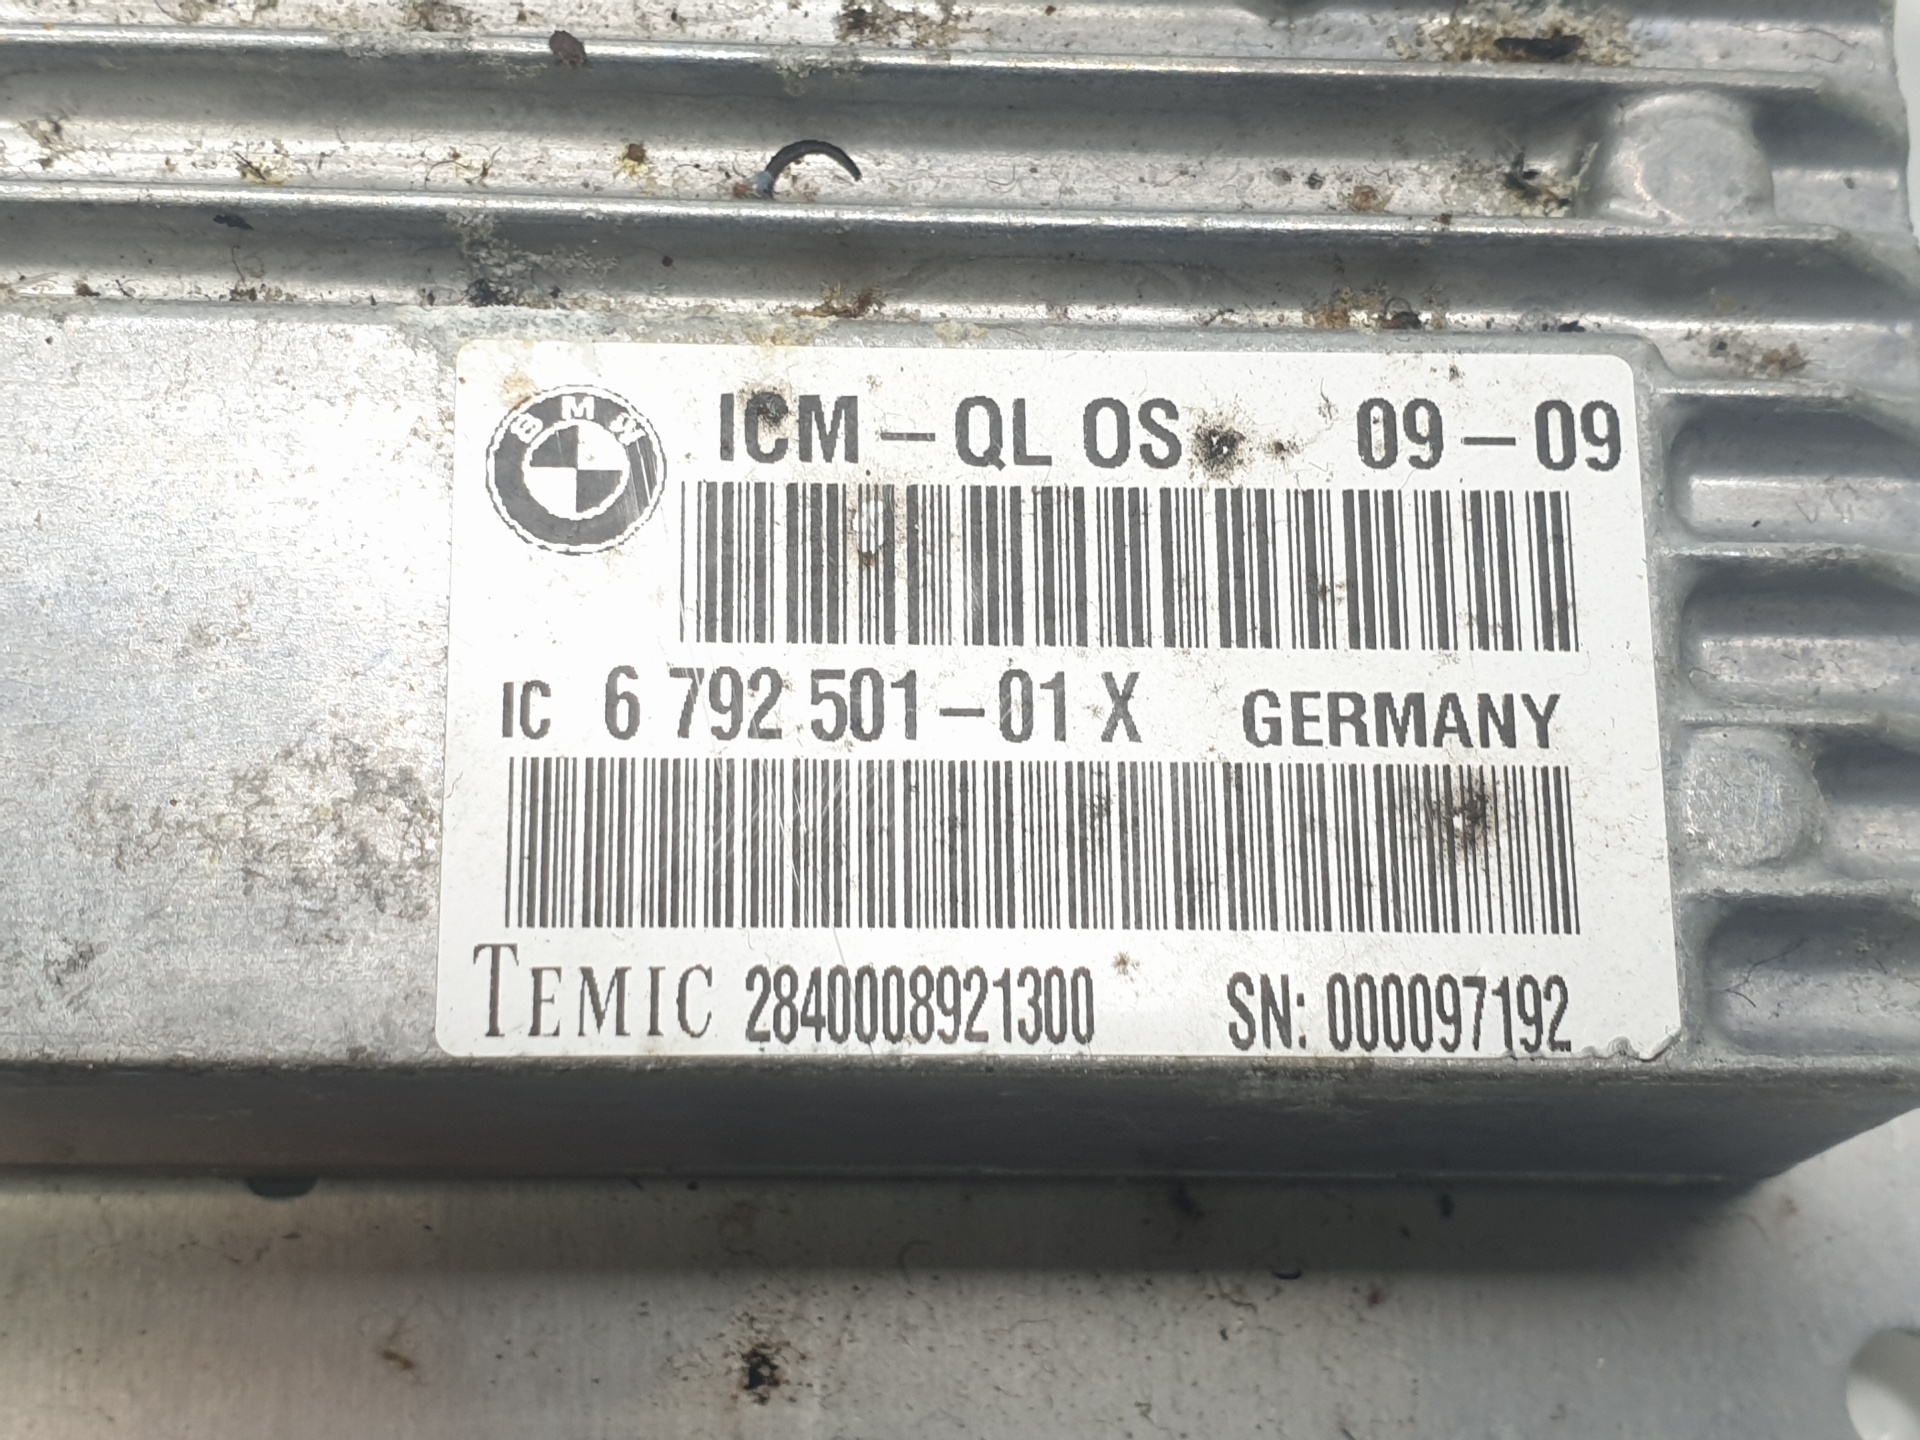 BMW
ICM - QL OS 09 - 09
IC 6 792 501 - 01 X GERMANY
TEMIC 2840008921300 SN: 000097192